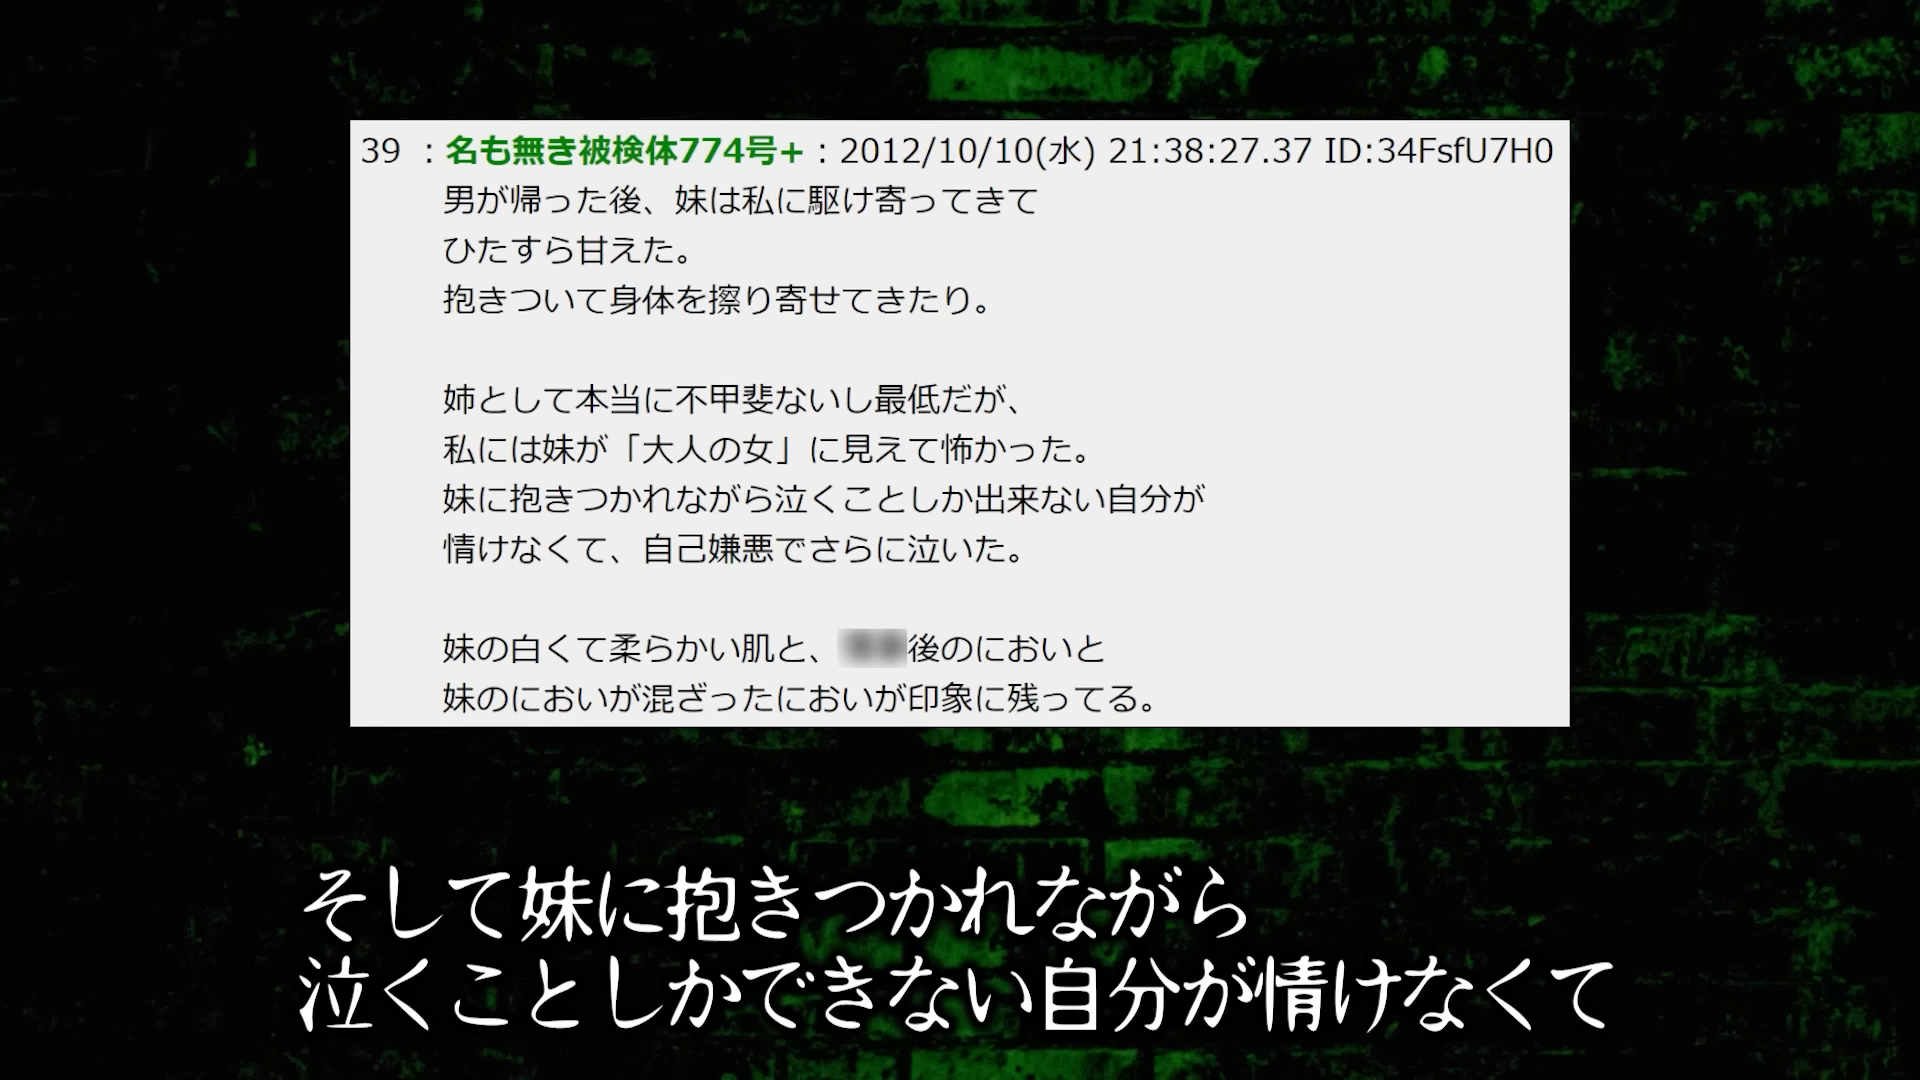 39 ：名も無き被検体774号+：2012/10/10(水) 21:38:27.37 ID:34FsfU7H0
男が帰った後、妹は私に駆け寄ってきて
ひたすら甘えた。
抱きついて身体を擦り寄せてきたり。
姉として本当に不甲斐ないし最低だが、
私には妹が「大人の女」に見えて怖かった。
妹に抱きつかれながら泣くことしか出来ない自分が
情けなくて、自己嫌悪でさらに泣いた。
妹の白くて柔らかい肌と、後のにおいと
妹のにおいが混ざったにおいが印象に残ってる。
そして妹に抱きつかれながら
泣くことしかできない自分が情けなくて